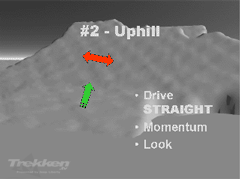 #2 - Uphill
• Drive
STRAIGHT
• Momentum
• Look
Trekken